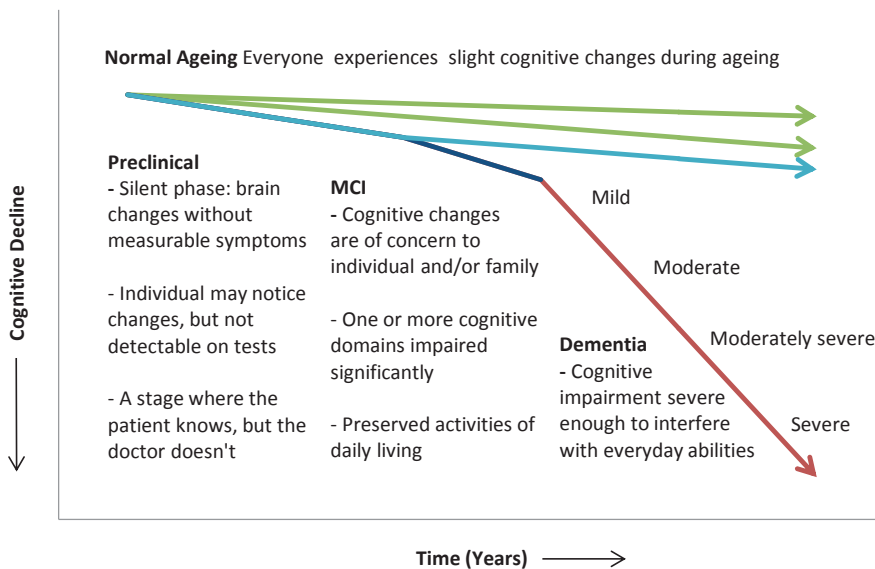 Normal Ageing Everyone experiences slight cognitive changes during ageing
Preclinical
- Silent phase: brain
changes without
measurable symptoms
- Individual may notice
changes, but not
detectable on tests
- A stage where the
patient knows, but the
doctor doesn't
MCI
- Cognitive changes
are of concern to
individual and/or family
- One or more cognitive
domains impaired
significantly
- Preserved activities of
daily living
Dementia
- Cognitive
impairment severe
enough to interfere
with everyday abilities
Mild
Moderate
Moderately severe
Severe
Cognitive Decline
Time (Years)